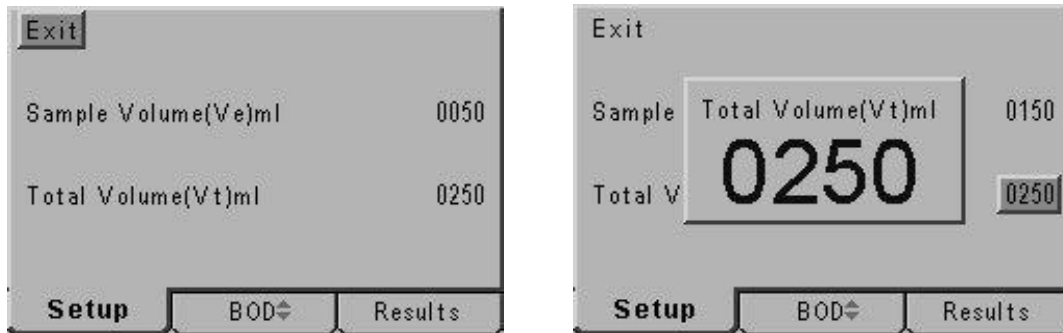 Exit
Sample Volume(Ve)ml 0050
Total Volume(Vt)ml 0250
Setup BOD Results
Exit
Sample 0150
Total Volume(Vt)ml
0250
Total V 0250
Setup BOD Results